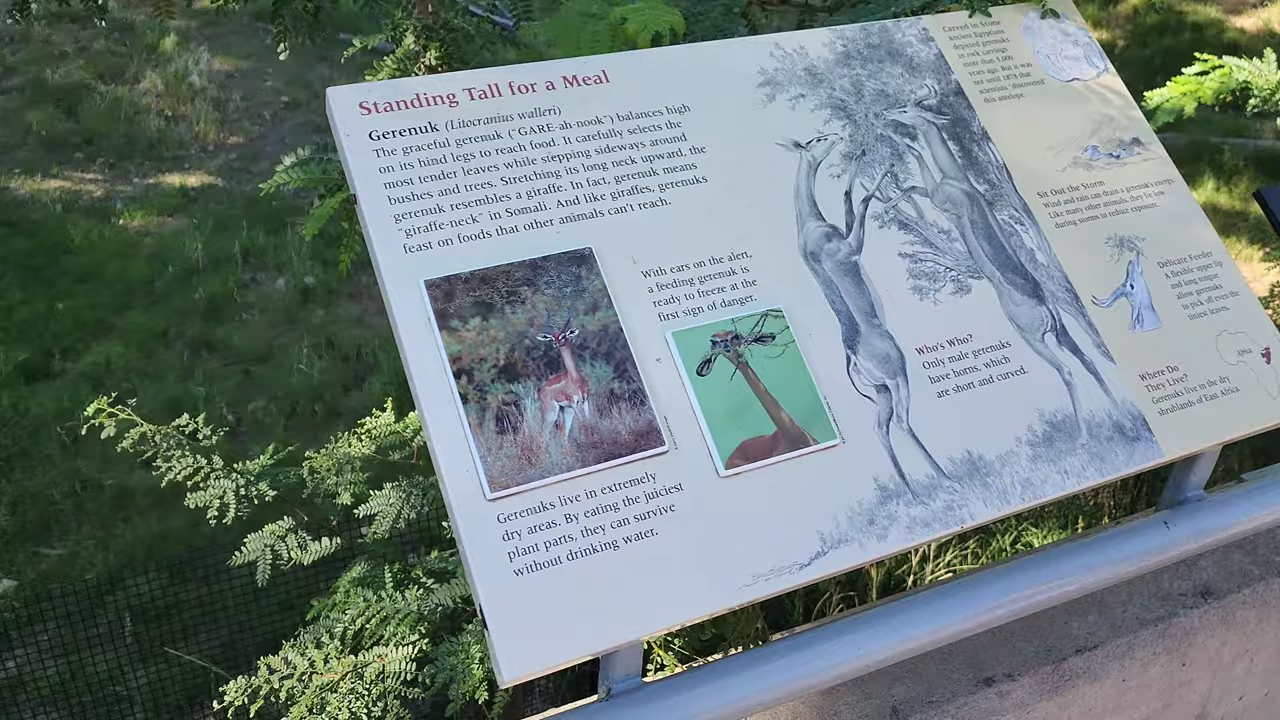 Standing Tall for a Meal
Gerenuk (Litocranius walleri)
The graceful gerenuk ("GARE-ah-nook") balances high
on its hind legs to reach food. It carefully selects the
most tender leaves while stepping sideways around
bushes and trees. Stretching its long neck upward, the
gerenuk resembles a giraffe. In fact, gerenuk means
"giraffe-neck" in Somali. And like giraffes, gerenuks
feast on foods that other animals can't reach.
With ears on the alert,
a feeding gerenuk is
ready to freeze at the
first sign of danger.
Gerenuks live in extremely
dry areas. By eating the juiciest
plant parts, they can survive
without drinking water.
Who's Who?
Only male gerenuks
have horns, which
are short and curved.
Carved in Stone
Ancient Egyptians
depicted gerenuks
in rock carvings
more than 5,000
years ago. But it was
not until 1878 that
scientists "discovered"
this antelope.
Sit Out the Storm
Wind and rain can drain a gerenuk's energy.
Like many other animals, they lie low
during storms to reduce exposure.
Delicate Feeder
A flexible upper lip
and long tongue
allow gerenuks
to pick off even the
tiniest leaves.
Where Do
They Live?
Gerenuks live in the dry
shrublands of East Africa
Africa